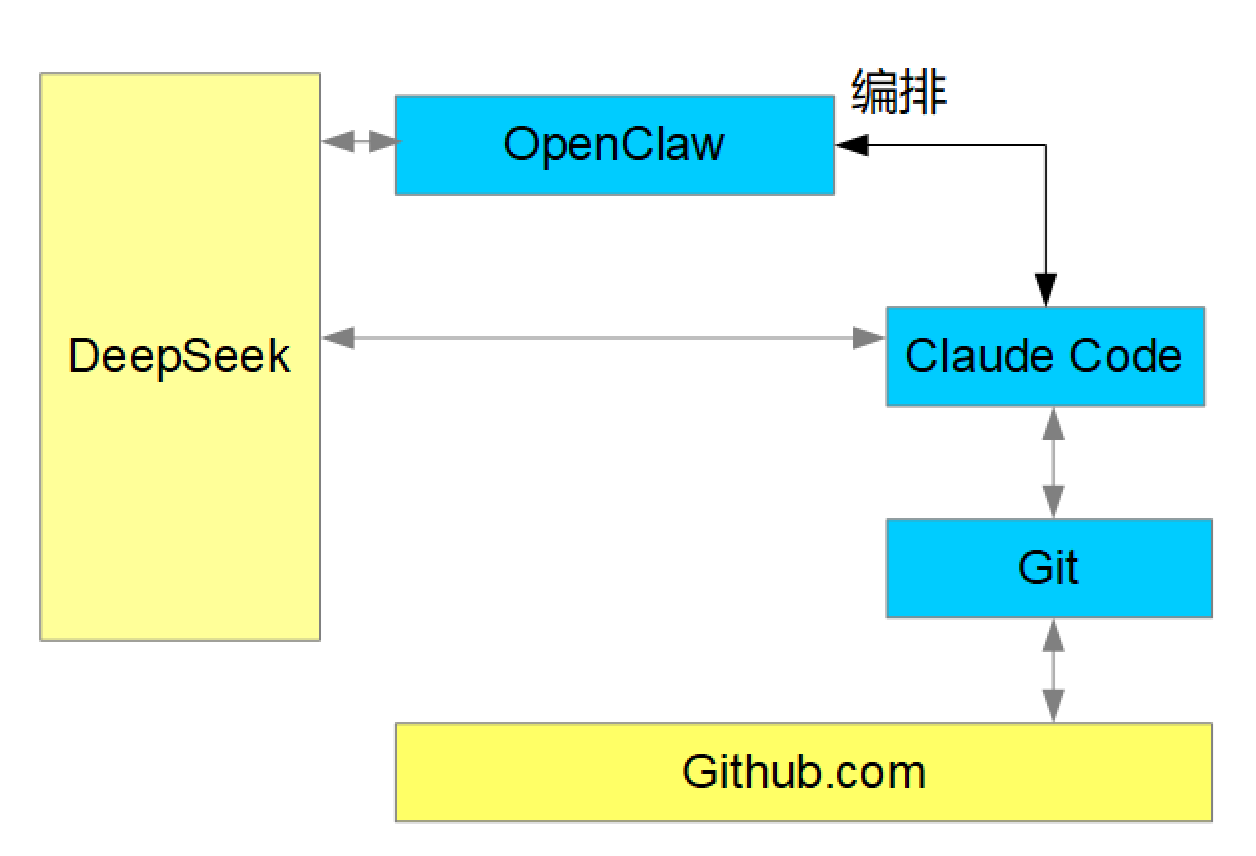 编排
OpenClaw
DeepSeek
Claude Code
Git
Github.com